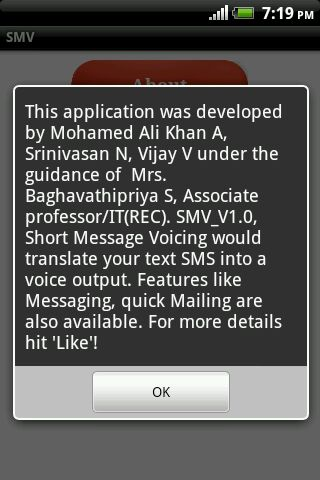 7:19 PM
SMV
About
This application was developed
by Mohamed Ali Khan A,
Srinivasan N, Vijay V under the
guidance of  Mrs.
Baghavathipriya S, Associate
professor/IT(REC). SMV_V1.0,
Short Message Voicing would
translate your text SMS into a
voice output. Features like
Messaging, quick Mailing are
also available. For more details
hit 'Like'!
OK